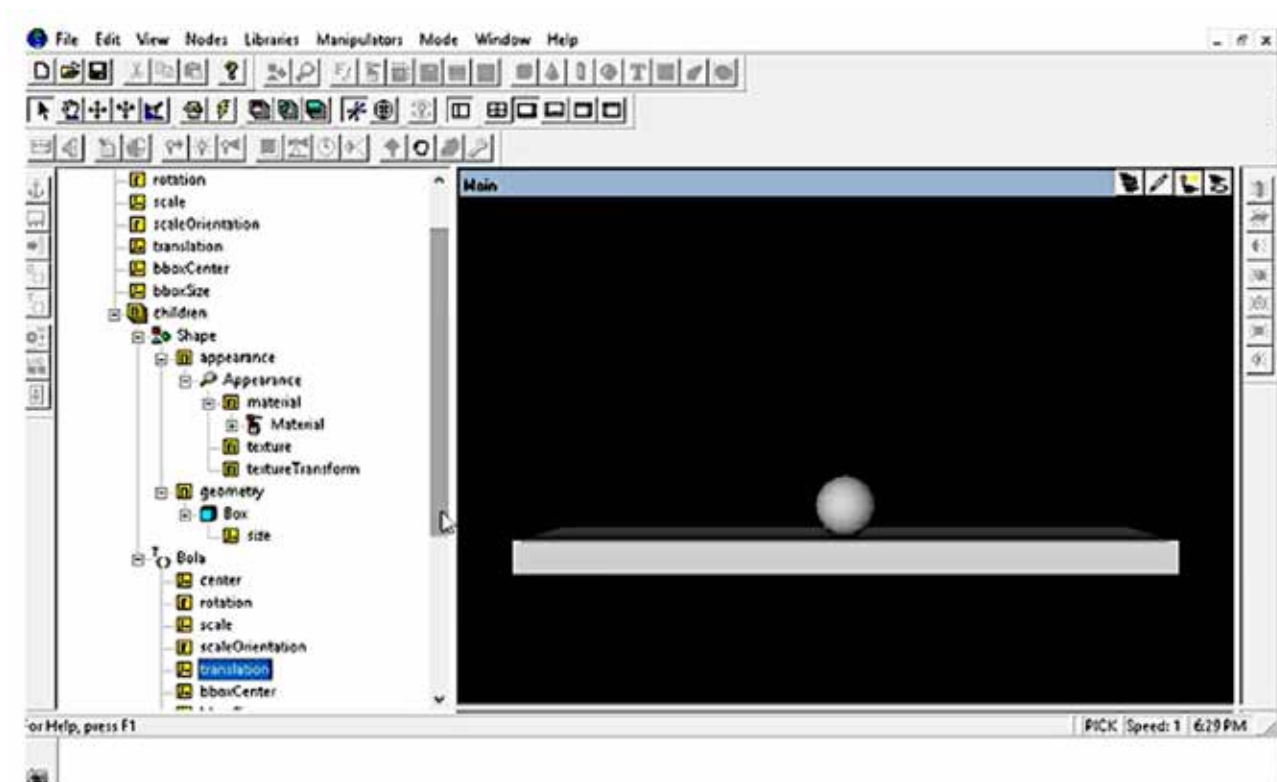 File Edit View Nodes Libraries Manipulators Mode Window Help
rotation
scale
scaleOrientation
translation
bboxCenter
bboxSize
children
Shape
appearance
Appearance
material
Material
texture
textureTransform
geometry
Box
size
Bola
center
rotation
scale
scaleOrientation
translation
bboxCenter
Main
or Help, press F1
PICK Speed: 1 6:29 PM